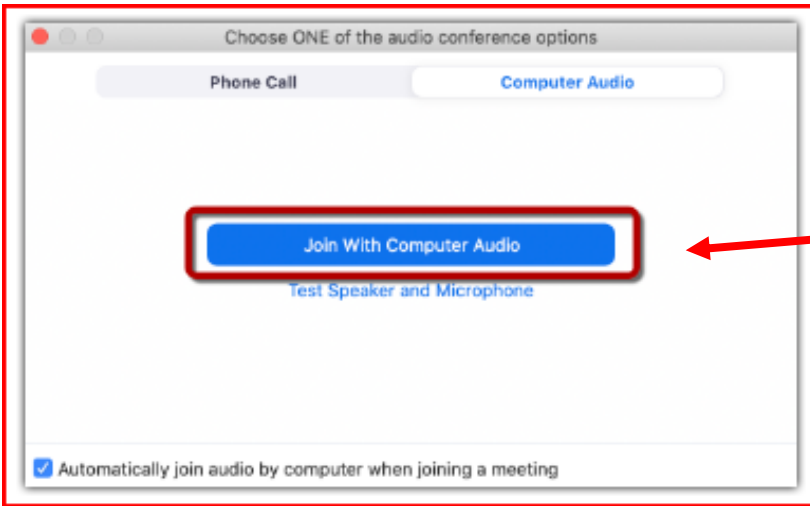 Choose ONE of the audio conference options
Phone Call
Computer Audio
Join With Computer Audio
Test Speaker and Microphone
Automatically join audio by computer when joining a meeting